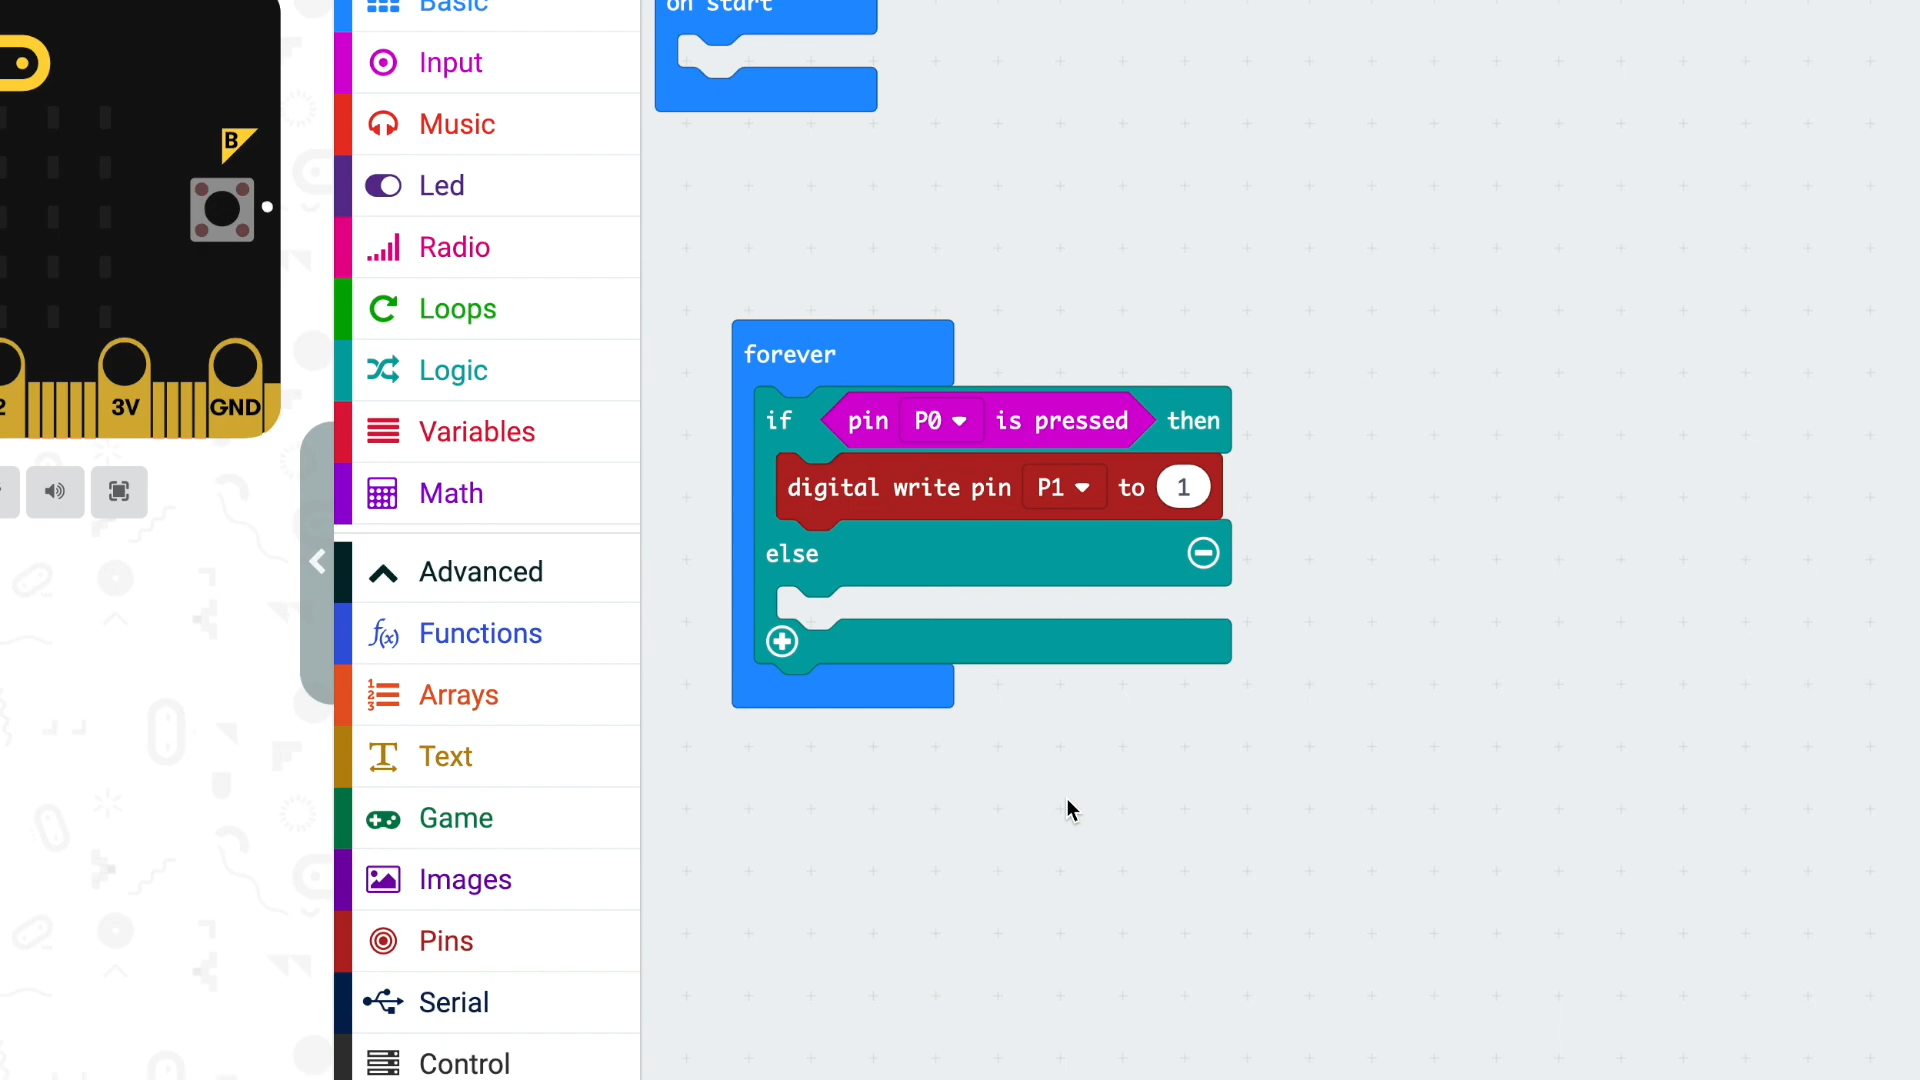 Basic
on start
Input
Music
B
Led
Radio
Loops
forever
Logic
if pin P0 is pressed then
2 3V GND
Variables
digital write pin P1 to 1
Math
else
Advanced
Functions
Arrays
Text
Game
Images
Pins
Serial
Control